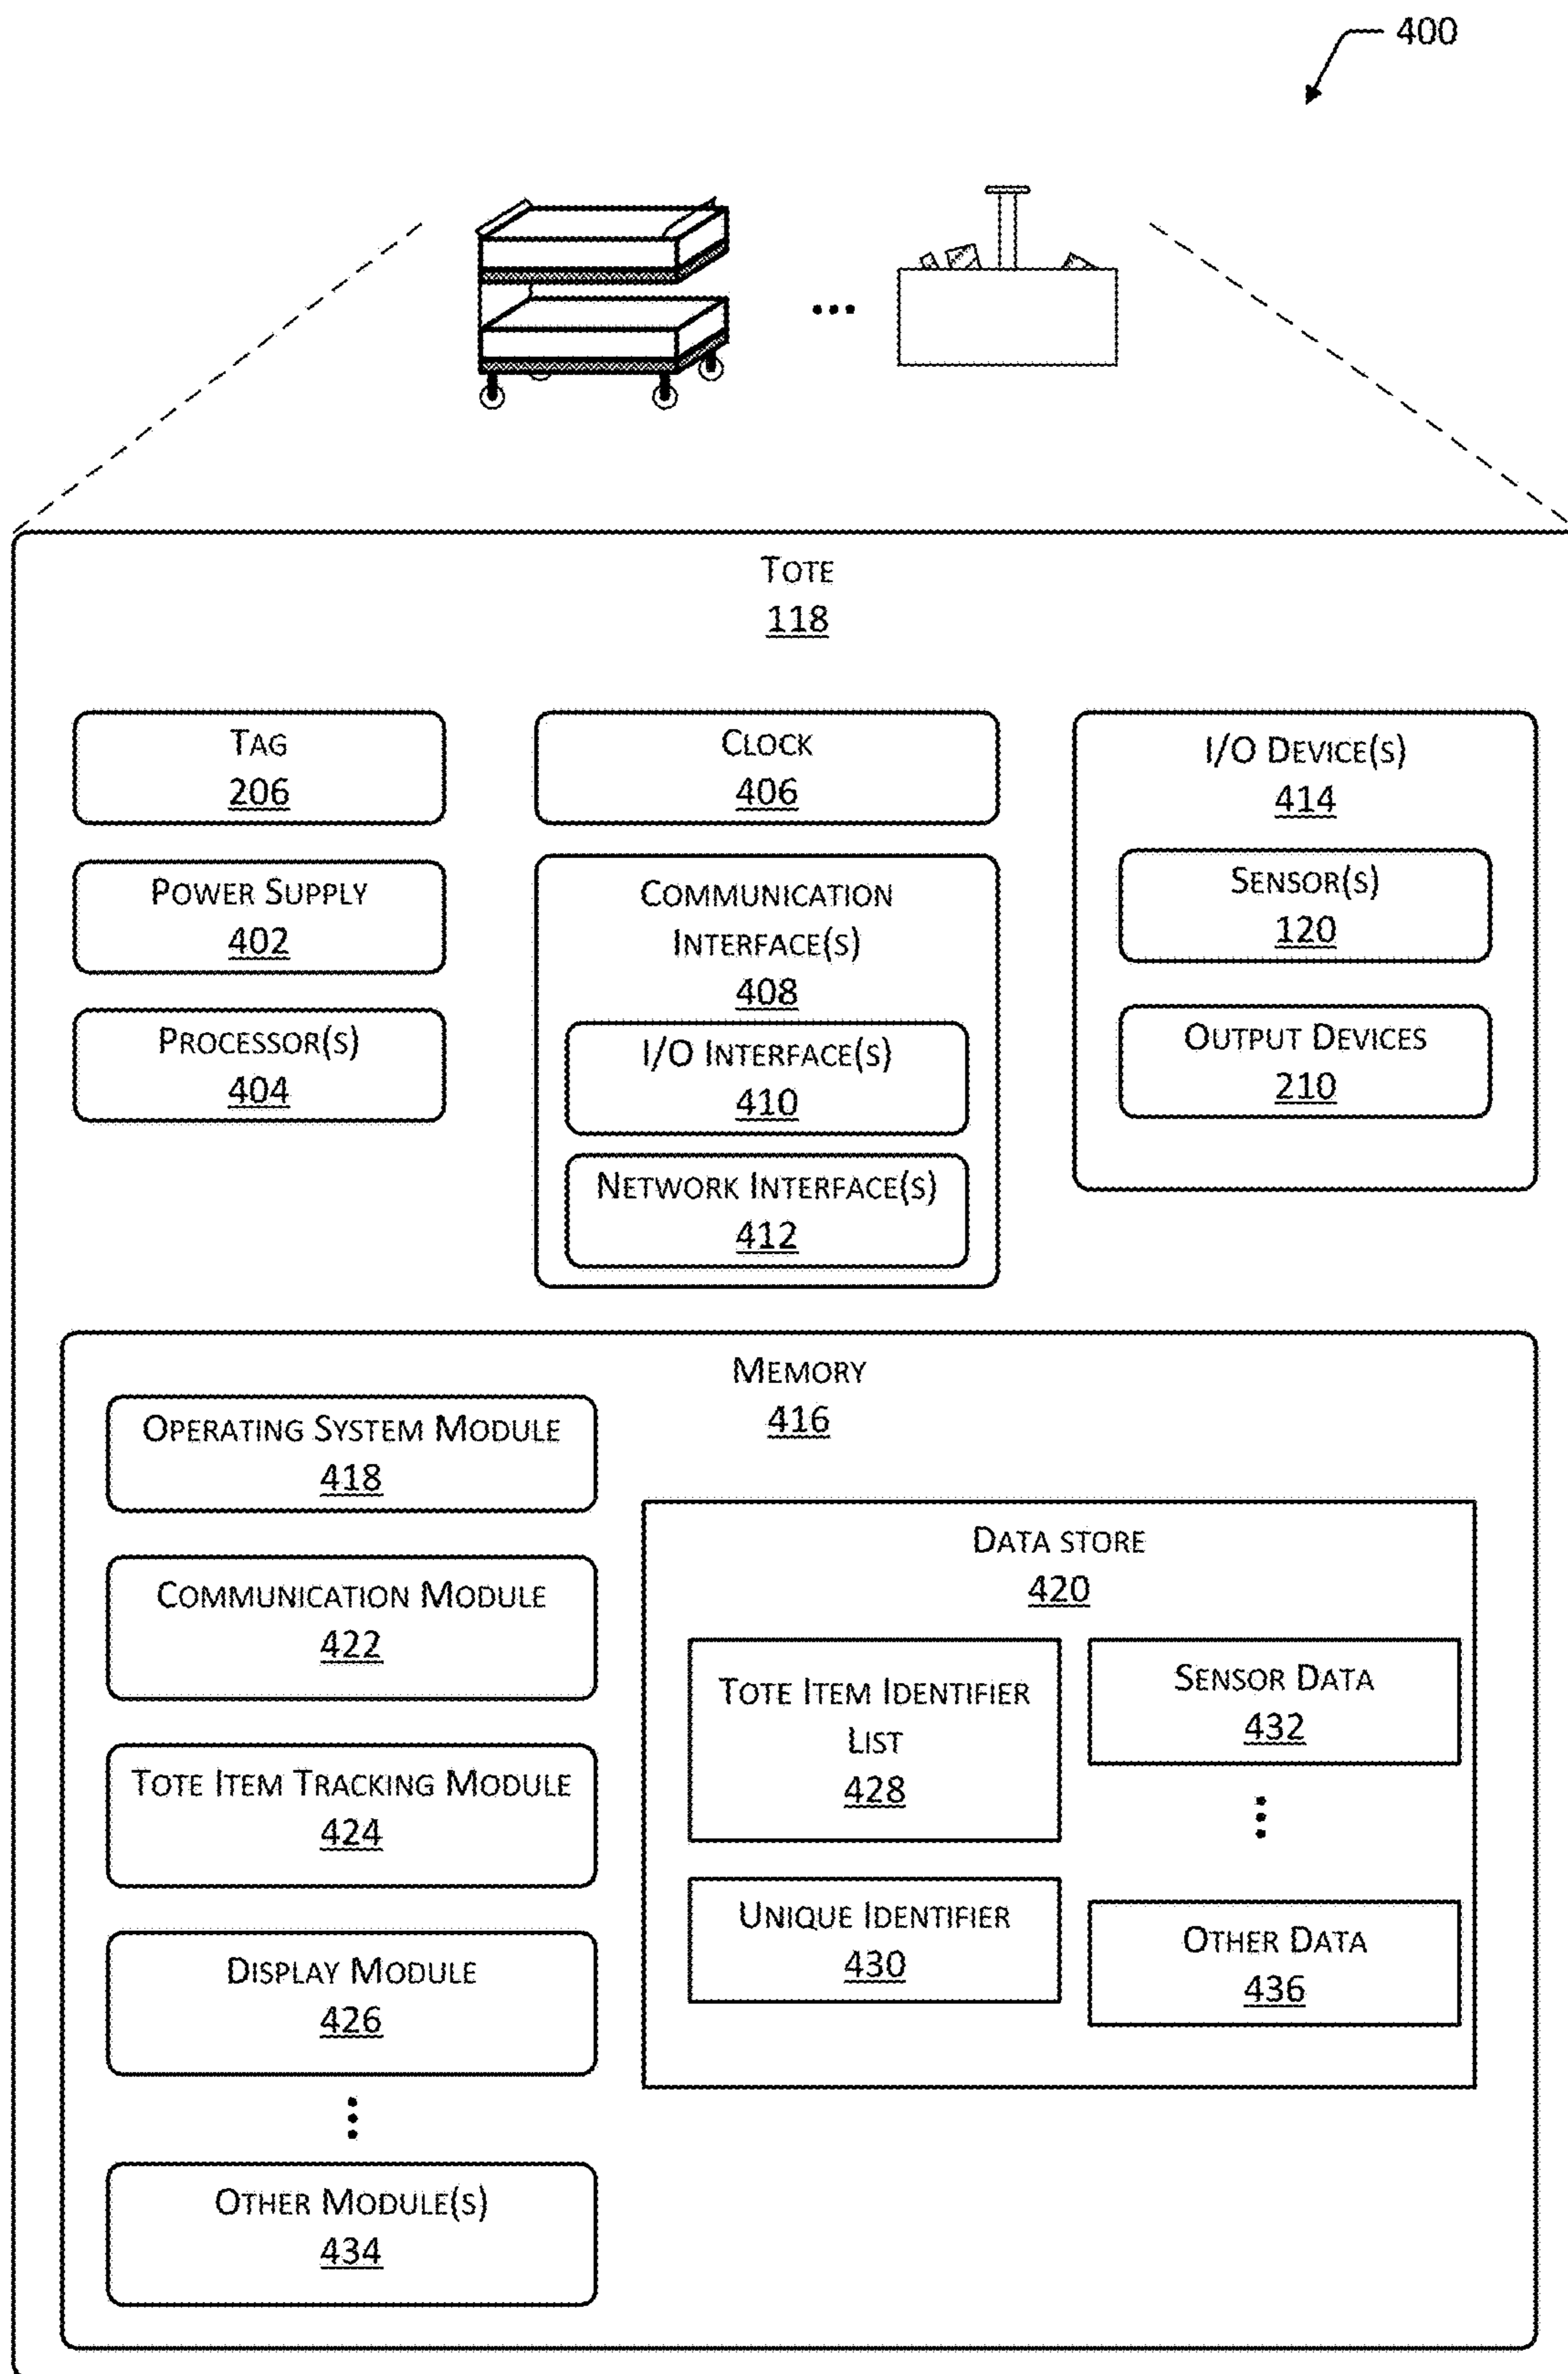 400
TOTE
118
TAG
206
POWER SUPPLY
402
PROCESSOR(S)
404
CLOCK
406
COMMUNICATION
INTERFACE(S)
408
I/O INTERFACE(S)
410
NETWORK INTERFACE(S)
412
I/O DEVICE(S)
414
SENSOR(S)
120
OUTPUT DEVICES
210
MEMORY
416
OPERATING SYSTEM MODULE
418
COMMUNICATION MODULE
422
TOTE ITEM TRACKING MODULE
424
DISPLAY MODULE
426
OTHER MODULE(S)
434
DATA STORE
420
TOTE ITEM IDENTIFIER
LIST
428
UNIQUE IDENTIFIER
430
SENSOR DATA
432
OTHER DATA
436